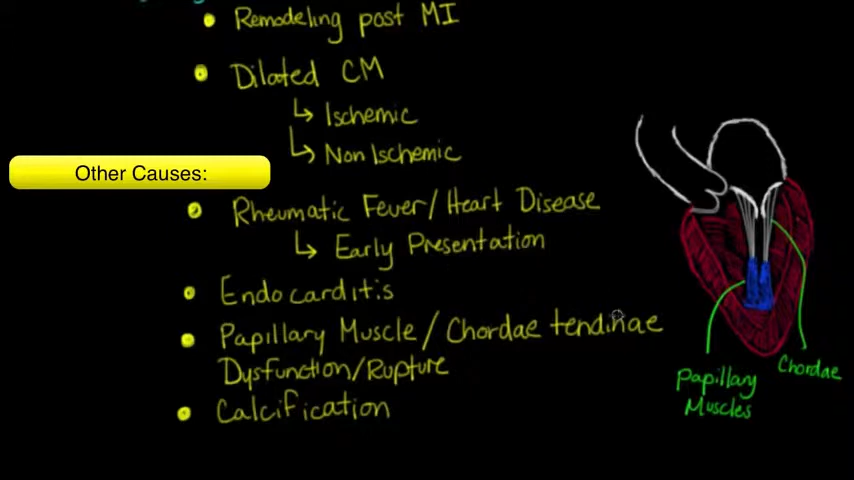 Remodeling post MI
Dilated CM
↳ Ischemic
↳ Non Ischemic
Other Causes:
Rheumatic Fever/Heart Disease
↳ Early Presentation
Endocarditis
Papillary Muscle/Chordae tendinae
Dysfunction/Rupture
Calcification
Chordae
Papillary
Muscles